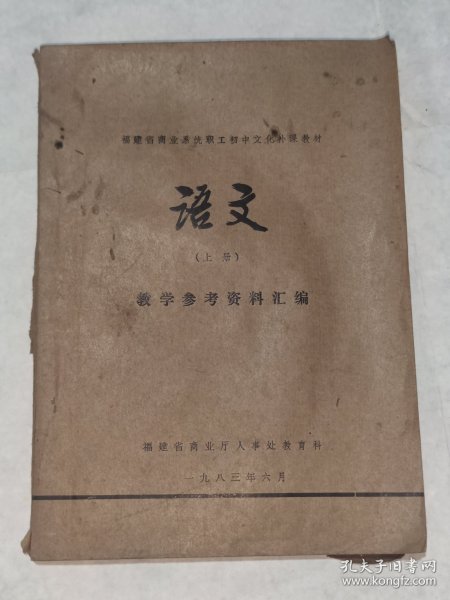 福建省商业系统职工初中文化补课教材
语文
(上册)
教学参考资料汇编
福建省商业厅人事处教育科
一九八三年六月
孔夫子旧书网
www.kongfz.com